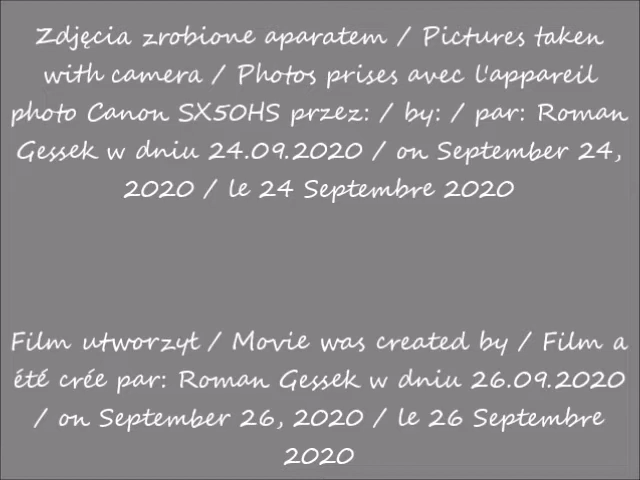 Zdjęcia zrobione aparatem / Pictures taken
with camera / Photos prises avec l'appareil
photo Canon SX50HS przez: / by: / par: Roman
Gessek w dniu 24.09.2020 / on September 24,
2020 / le 24 Septembre 2020
Film utworzył / Movie was created by / Film a
été crée par: Roman Gessek w dniu 26.09.2020
/ on September 26, 2020 / le 26 Septembre
2020